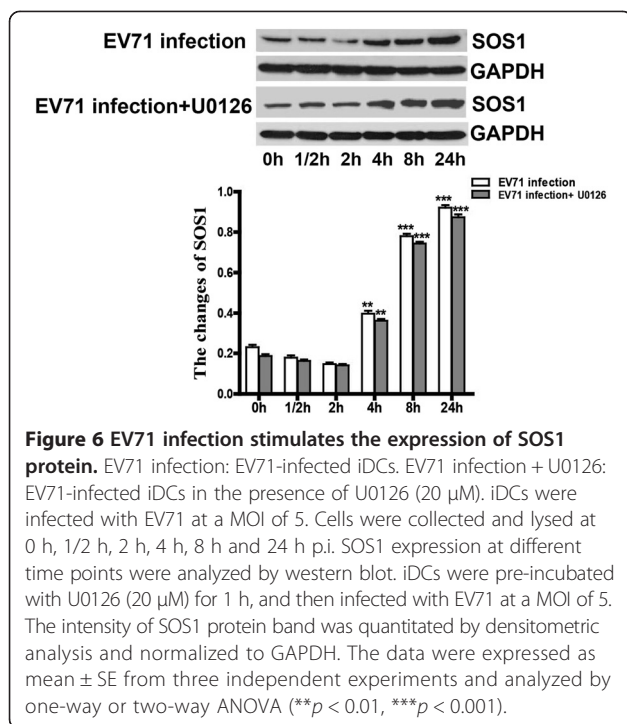 EV71 infection SOS1
GAPDH
EV71 infection+U0126 SOS1
GAPDH
0h 1/2h 2h 4h 8h 24h
EV71 infection
EV71 infection+ U0126
The changes of SOS1
1.0
0.8
0.6
0.4
0.2
0.0
** ** *** *** *** ***
0h 1/2h 2h 4h 8h 24h
Figure 6 EV71 infection stimulates the expression of SOS1
protein. EV71 infection: EV71-infected iDCs. EV71 infection + U0126:
EV71-infected iDCs in the presence of U0126 (20 μM). iDCs were
infected with EV71 at a MOI of 5. Cells were collected and lysed at
0 h, 1/2 h, 2 h, 4 h, 8 h and 24 h p.i. SOS1 expression at different
time points were analyzed by western blot. iDCs were pre-incubated
with U0126 (20 μM) for 1 h, and then infected with EV71 at a MOI of 5.
The intensity of SOS1 protein band was quantitated by densitometric
analysis and normalized to GAPDH. The data were expressed as
mean ± SE from three independent experiments and analyzed by
one-way or two-way ANOVA (**p < 0.01, ***p < 0.001).